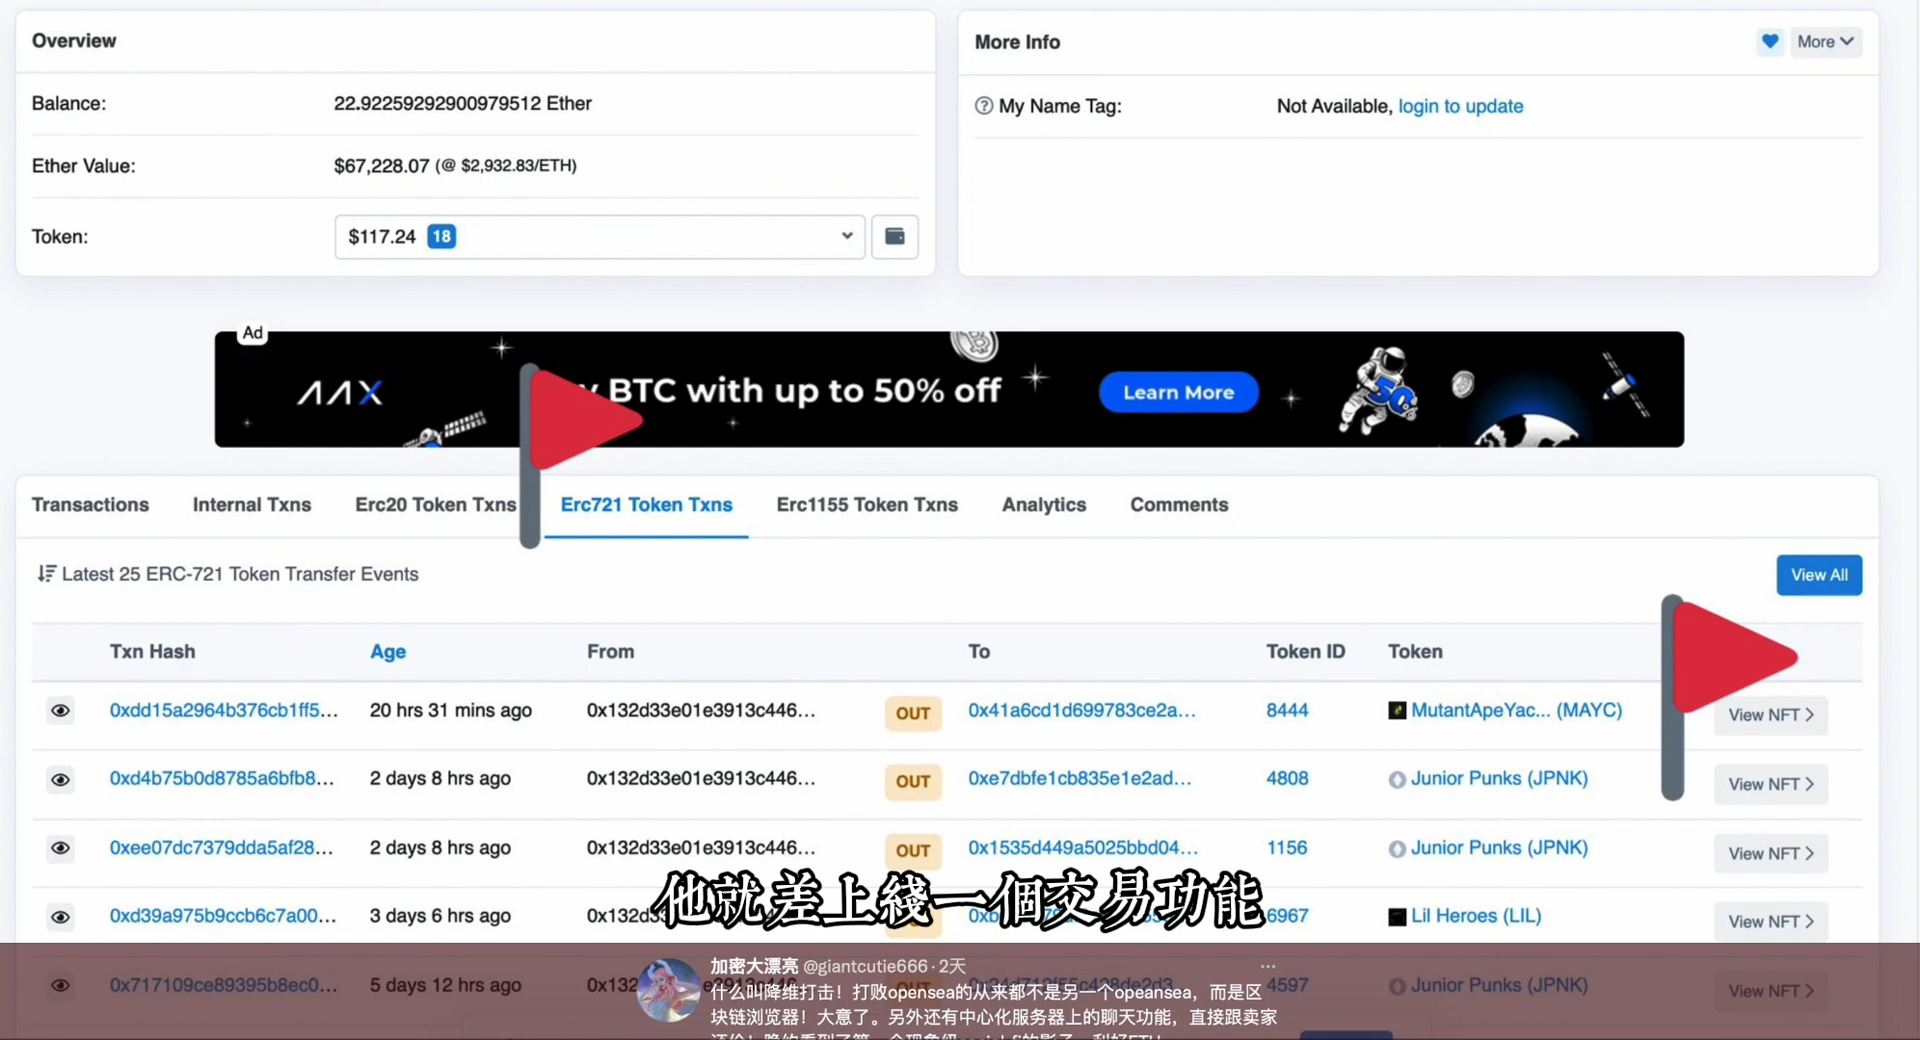 Overview
Balance:
22.92259292900979512 Ether
Ether Value:
$67,228.07 (@ $2,932.83/ETH)
Token:
$117.24 18
More Info
More
My Name Tag:
Not Available, login to update
Ad
AAX
BTC with up to 50% off
Learn More
50%
Transactions
Internal Txns
Erc20 Token Txns
Erc721 Token Txns
Erc1155 Token Txns
Analytics
Comments
Latest 25 ERC-721 Token Transfer Events
View All
Txn Hash Age From To Token ID Token
0xdd15a2964b376cb1ff5... 20 hrs 31 mins ago 0x132d33e01e3913c446... OUT 0x41a6cd1d699783ce2a... 8444 MutantApeYac... (MAYC) View NFT
0xd4b75b0d8785a6bfb8... 2 days 8 hrs ago 0x132d33e01e3913c446... OUT 0xe7dbfe1cb835e1e2ad... 4808 Junior Punks (JPNK) View NFT
0xee07dc7379dda5af28... 2 days 8 hrs ago 0x132d33e01e3913c446... OUT 0x1535d449a5025bbd04... 1156 Junior Punks (JPNK) View NFT
0xd39a975b9ccb6c7a00... 3 days 6 hrs ago 6967 Lil Heroes (LIL) View NFT
他就差上綫一個交易功能
0x717109ce89395b8ec0... 5 days 12 hrs ago 4597 Junior Punks (JPNK) View NFT
加密大漂亮 @giantcutie666 · 2天
什么叫降维打击！打败opensea的从来都不是另一个opeansea，而是区
块链浏览器！大意了。另外还有中心化服务器上的聊天功能，直接跟卖家